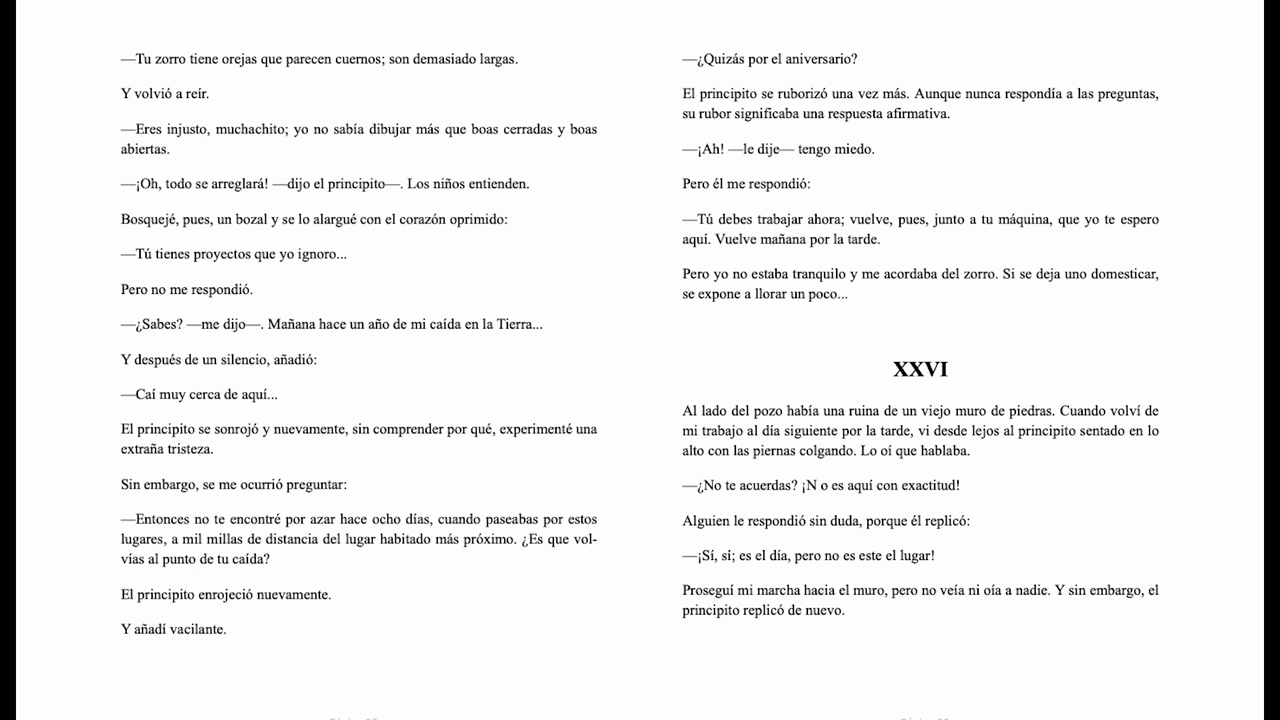 —Tu zorro tiene orejas que parecen cuernos; son demasiado largas.
Y volvió a reír.
—Eres injusto, muchachito; yo no sabía dibujar más que boas cerradas y boas
abiertas.
—¡Oh, todo se arreglará! —dijo el principito—. Los niños entienden.
Bosquejé, pues, un bozal y se lo alargué con el corazón oprimido:
—Tú tienes proyectos que yo ignoro...
Pero no me respondió.
—¿Sabes? —me dijo—. Mañana hace un año de mi caída en la Tierra...
Y después de un silencio, añadió:
—Caí muy cerca de aquí...
El principito se sonrojó y nuevamente, sin comprender por qué, experimenté una
extraña tristeza.
Sin embargo, se me ocurrió preguntar:
—Entonces no te encontré por azar hace ocho días, cuando paseabas por estos
lugares, a mil millas de distancia del lugar habitado más próximo. ¿Es que vol-
vías al punto de tu caída?
El principito enrojeció nuevamente.
Y añadí vacilante.
—¿Quizás por el aniversario?
El principito se ruborizó una vez más. Aunque nunca respondía a las preguntas,
su rubor significaba una respuesta afirmativa.
—¡Ah! —le dije— tengo miedo.
Pero él me respondió:
—Tú debes trabajar ahora; vuelve, pues, junto a tu máquina, que yo te espero
aquí. Vuelve mañana por la tarde.
Pero yo no estaba tranquilo y me acordaba del zorro. Si se deja uno domesticar,
se expone a llorar un poco...
XXVI
Al lado del pozo había una ruina de un viejo muro de piedras. Cuando volví de
mi trabajo al día siguiente por la tarde, vi desde lejos al principito sentado en lo
alto con las piernas colgando. Lo oí que hablaba.
—¿No te acuerdas? ¡N o es aquí con exactitud!
Alguien le respondió sin duda, porque él replicó:
—¡Sí, sí; es el día, pero no es este el lugar!
Proseguí mi marcha hacia el muro, pero no veía ni oía a nadie. Y sin embargo, el
principito replicó de nuevo.